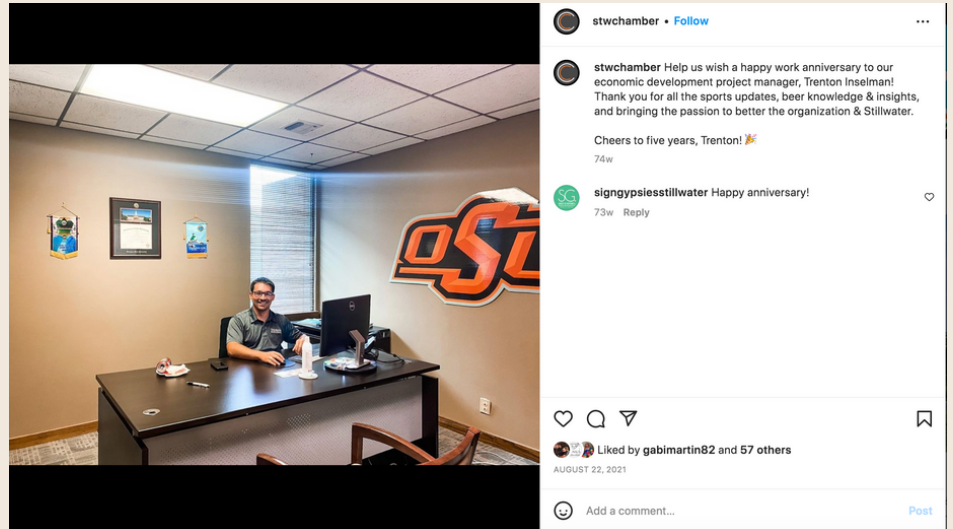 stwchamber • Follow
stwchamber Help us wish a happy work anniversary to our
economic development project manager, Trenton Inselman!
Thank you for all the sports updates, beer knowledge & insights,
and bringing the passion to better the organization & Stillwater.
Cheers to five years, Trenton! 🎉
74w
signgypsiesstillwater Happy anniversary!
73w Reply
OSU
SG
Liked by gabimartin82 and 57 others
AUGUST 22, 2021
Add a comment... Post